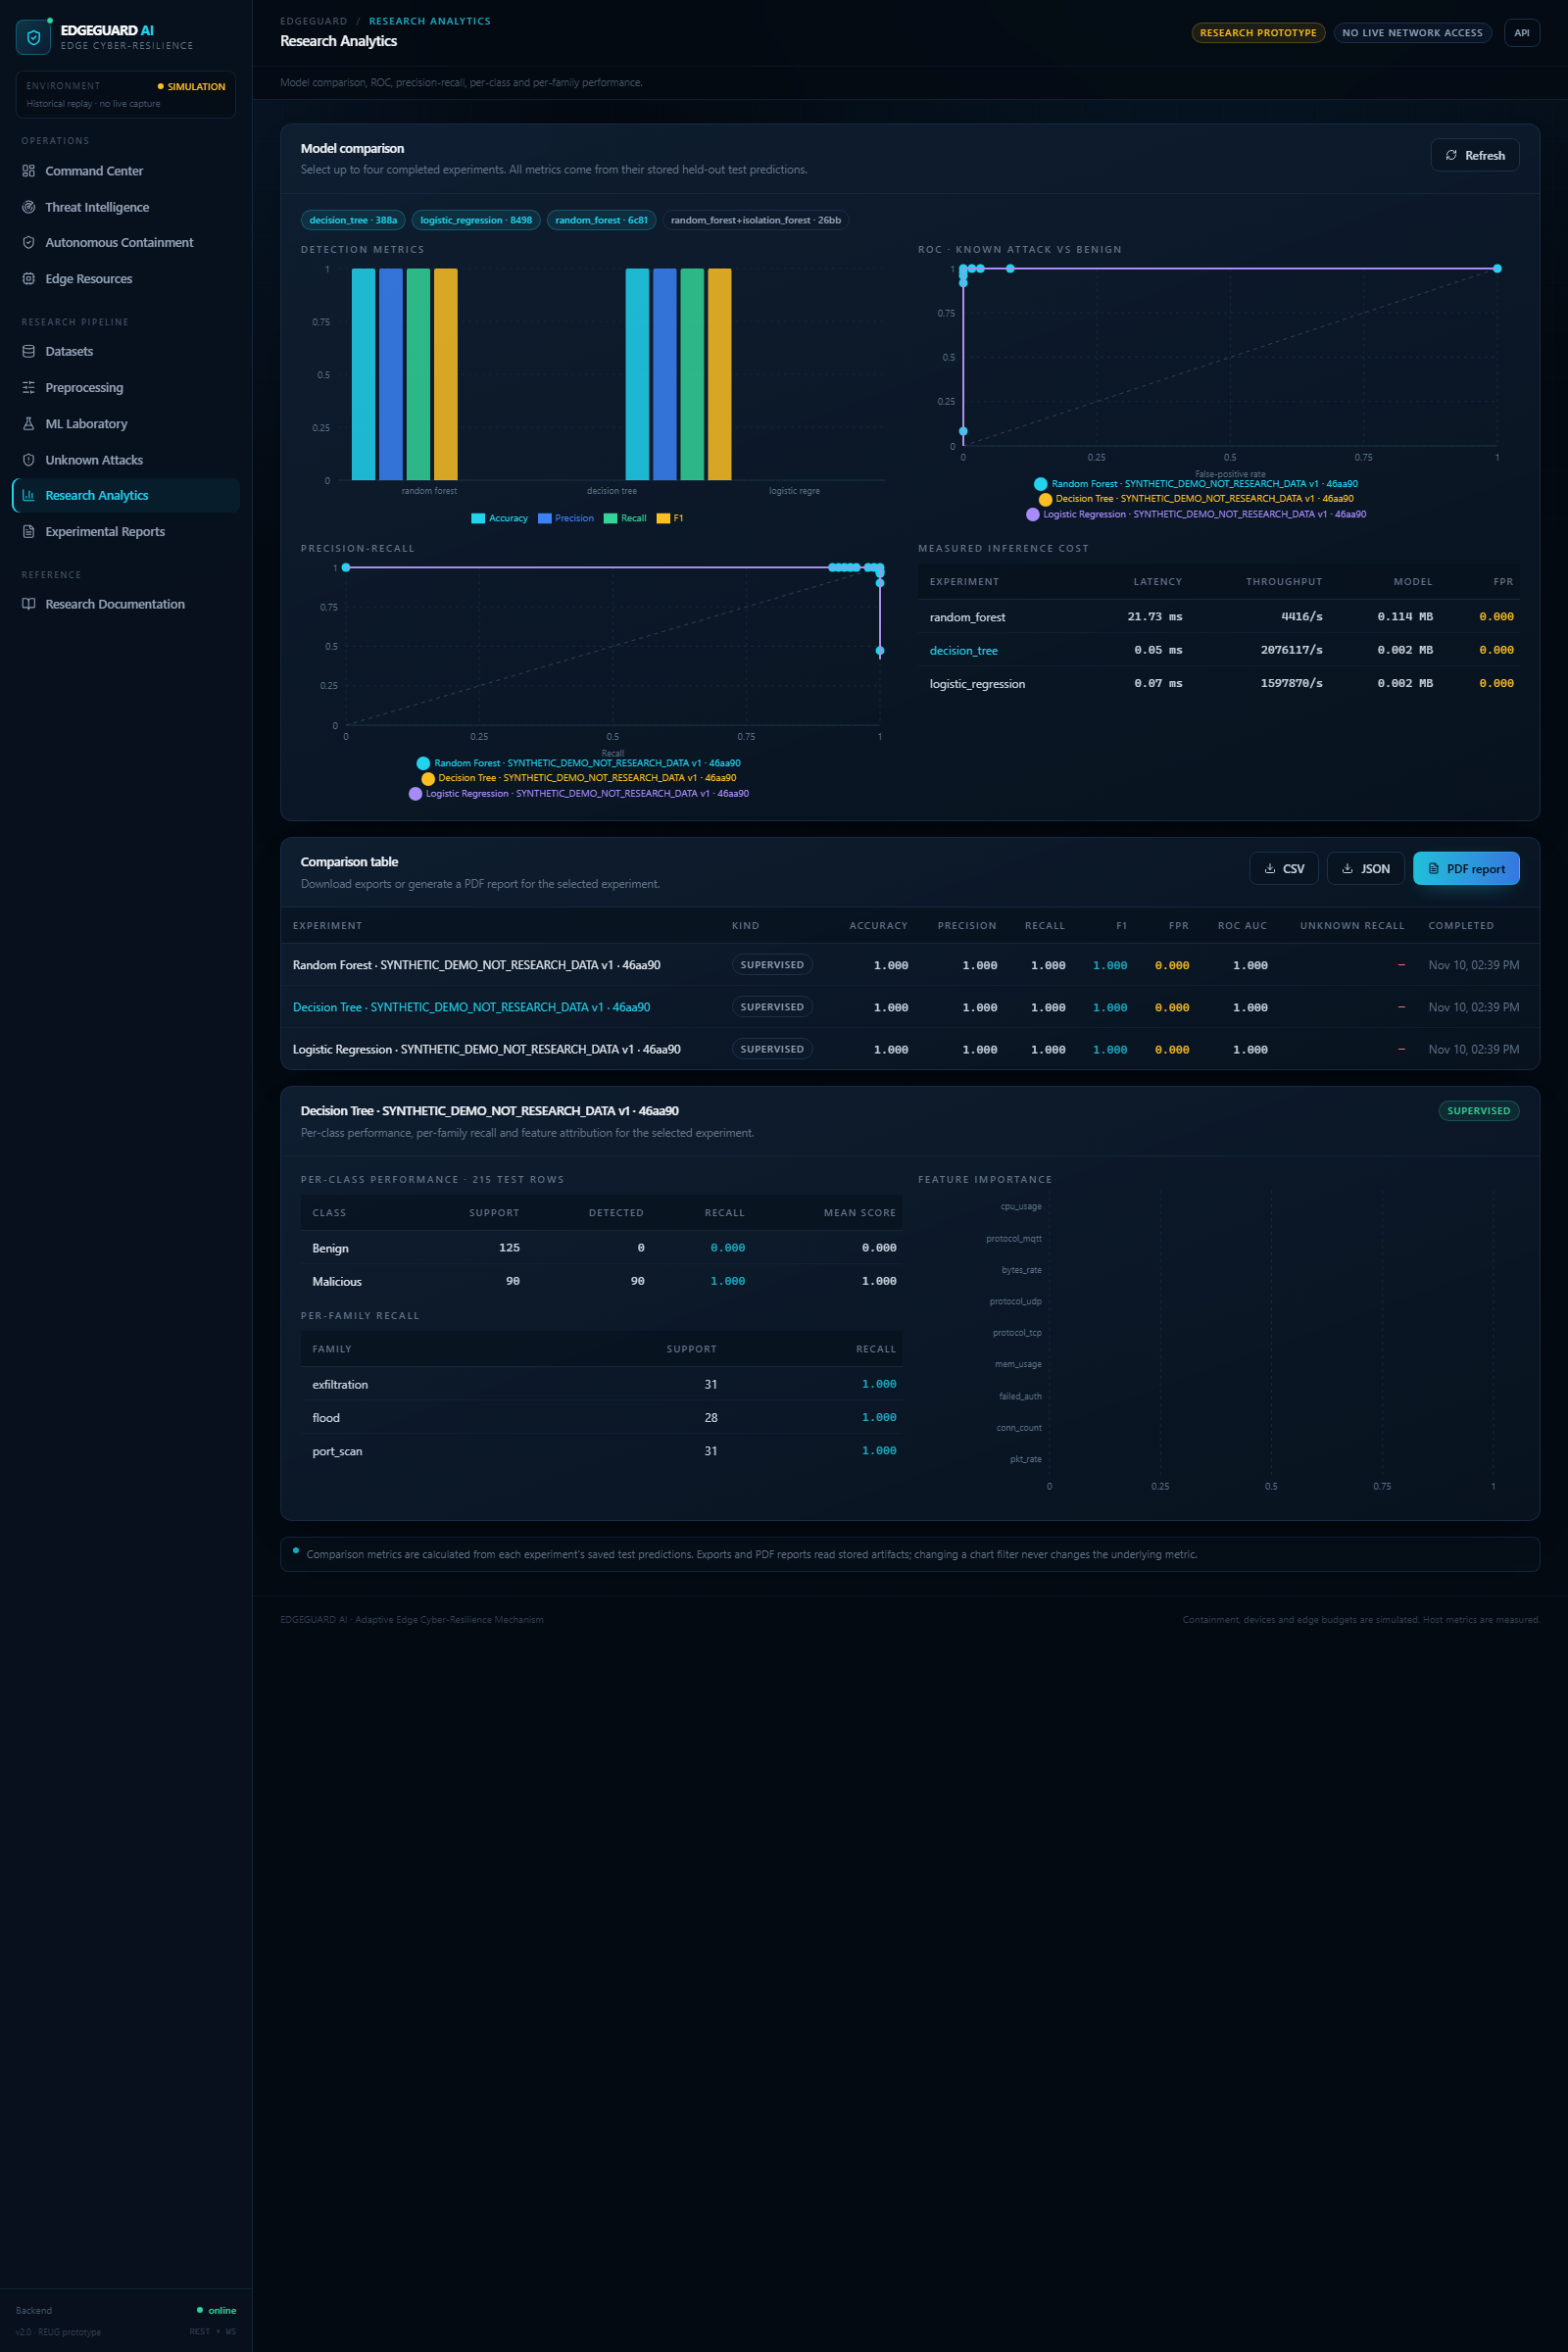 EDGEGUARD AI
EDGE CYBER-RESILIENCE
ENVIRONMENT SIMULATION
Historical replay · no live capture
OPERATIONS
Command Center
Threat Intelligence
Autonomous Containment
Edge Resources
RESEARCH PIPELINE
Datasets
Preprocessing
ML Laboratory
Unknown Attacks
Research Analytics
Experimental Reports
REFERENCE
Research Documentation
Backend online
v2.0 · REUG prototype REST + WS
EDGEGUARD / RESEARCH ANALYTICS
Research Analytics
RESEARCH PROTOTYPE NO LIVE NETWORK ACCESS API
Model comparison, ROC, precision-recall, per-class and per-family performance.
Model comparison
Select up to four completed experiments. All metrics come from their stored held-out test predictions.
Refresh
decision_tree · 388a logistic_regression · 8498 random_forest · 6c81 random_forest+isolation_forest · 26bb
DETECTION METRICS
1
0.75
0.5
0.25
0
random forest decision tree logistic regre
Accuracy Precision Recall F1
ROC · KNOWN ATTACK VS BENIGN
1
0.75
0.5
0.25
0
0 0.25 0.5 0.75 1
False-positive rate
Random Forest · SYNTHETIC_DEMO_NOT_RESEARCH_DATA v1 · 46aa90
Decision Tree · SYNTHETIC_DEMO_NOT_RESEARCH_DATA v1 · 46aa90
Logistic Regression · SYNTHETIC_DEMO_NOT_RESEARCH_DATA v1 · 46aa90
PRECISION-RECALL
1
0.75
0.5
0.25
0
0 0.25 0.5 0.75 1
Recall
Random Forest · SYNTHETIC_DEMO_NOT_RESEARCH_DATA v1 · 46aa90
Decision Tree · SYNTHETIC_DEMO_NOT_RESEARCH_DATA v1 · 46aa90
Logistic Regression · SYNTHETIC_DEMO_NOT_RESEARCH_DATA v1 · 46aa90
MEASURED INFERENCE COST
EXPERIMENT LATENCY THROUGHPUT MODEL FPR
random_forest 21.73 ms 4416/s 0.114 MB 0.000
decision_tree 0.05 ms 2076117/s 0.002 MB 0.000
logistic_regression 0.07 ms 1597870/s 0.002 MB 0.000
Comparison table
Download exports or generate a PDF report for the selected experiment.
CSV JSON PDF report
EXPERIMENT KIND ACCURACY PRECISION RECALL F1 FPR ROC AUC UNKNOWN RECALL COMPLETED
Random Forest · SYNTHETIC_DEMO_NOT_RESEARCH_DATA v1 · 46aa90 SUPERVISED 1.000 1.000 1.000 1.000 0.000 1.000 — Nov 10, 02:39 PM
Decision Tree · SYNTHETIC_DEMO_NOT_RESEARCH_DATA v1 · 46aa90 SUPERVISED 1.000 1.000 1.000 1.000 0.000 1.000 — Nov 10, 02:39 PM
Logistic Regression · SYNTHETIC_DEMO_NOT_RESEARCH_DATA v1 · 46aa90 SUPERVISED 1.000 1.000 1.000 1.000 0.000 1.000 — Nov 10, 02:39 PM
Decision Tree · SYNTHETIC_DEMO_NOT_RESEARCH_DATA v1 · 46aa90
Per-class performance, per-family recall and feature attribution for the selected experiment.
SUPERVISED
PER-CLASS PERFORMANCE · 215 TEST ROWS
CLASS SUPPORT DETECTED RECALL MEAN SCORE
Benign 125 0 0.000 0.000
Malicious 90 90 1.000 1.000
PER-FAMILY RECALL
FAMILY SUPPORT RECALL
exfiltration 31 1.000
flood 28 1.000
port_scan 31 1.000
FEATURE IMPORTANCE
cpu_usage
protocol_mqtt
bytes_rate
protocol_udp
protocol_tcp
mem_usage
failed_auth
conn_count
pkt_rate
0 0.25 0.5 0.75 1
Comparison metrics are calculated from each experiment's saved test predictions. Exports and PDF reports read stored artifacts; changing a chart filter never changes the underlying metric.
EDGEGUARD AI · Adaptive Edge Cyber-Resilience Mechanism
Containment, devices and edge budgets are simulated. Host metrics are measured.